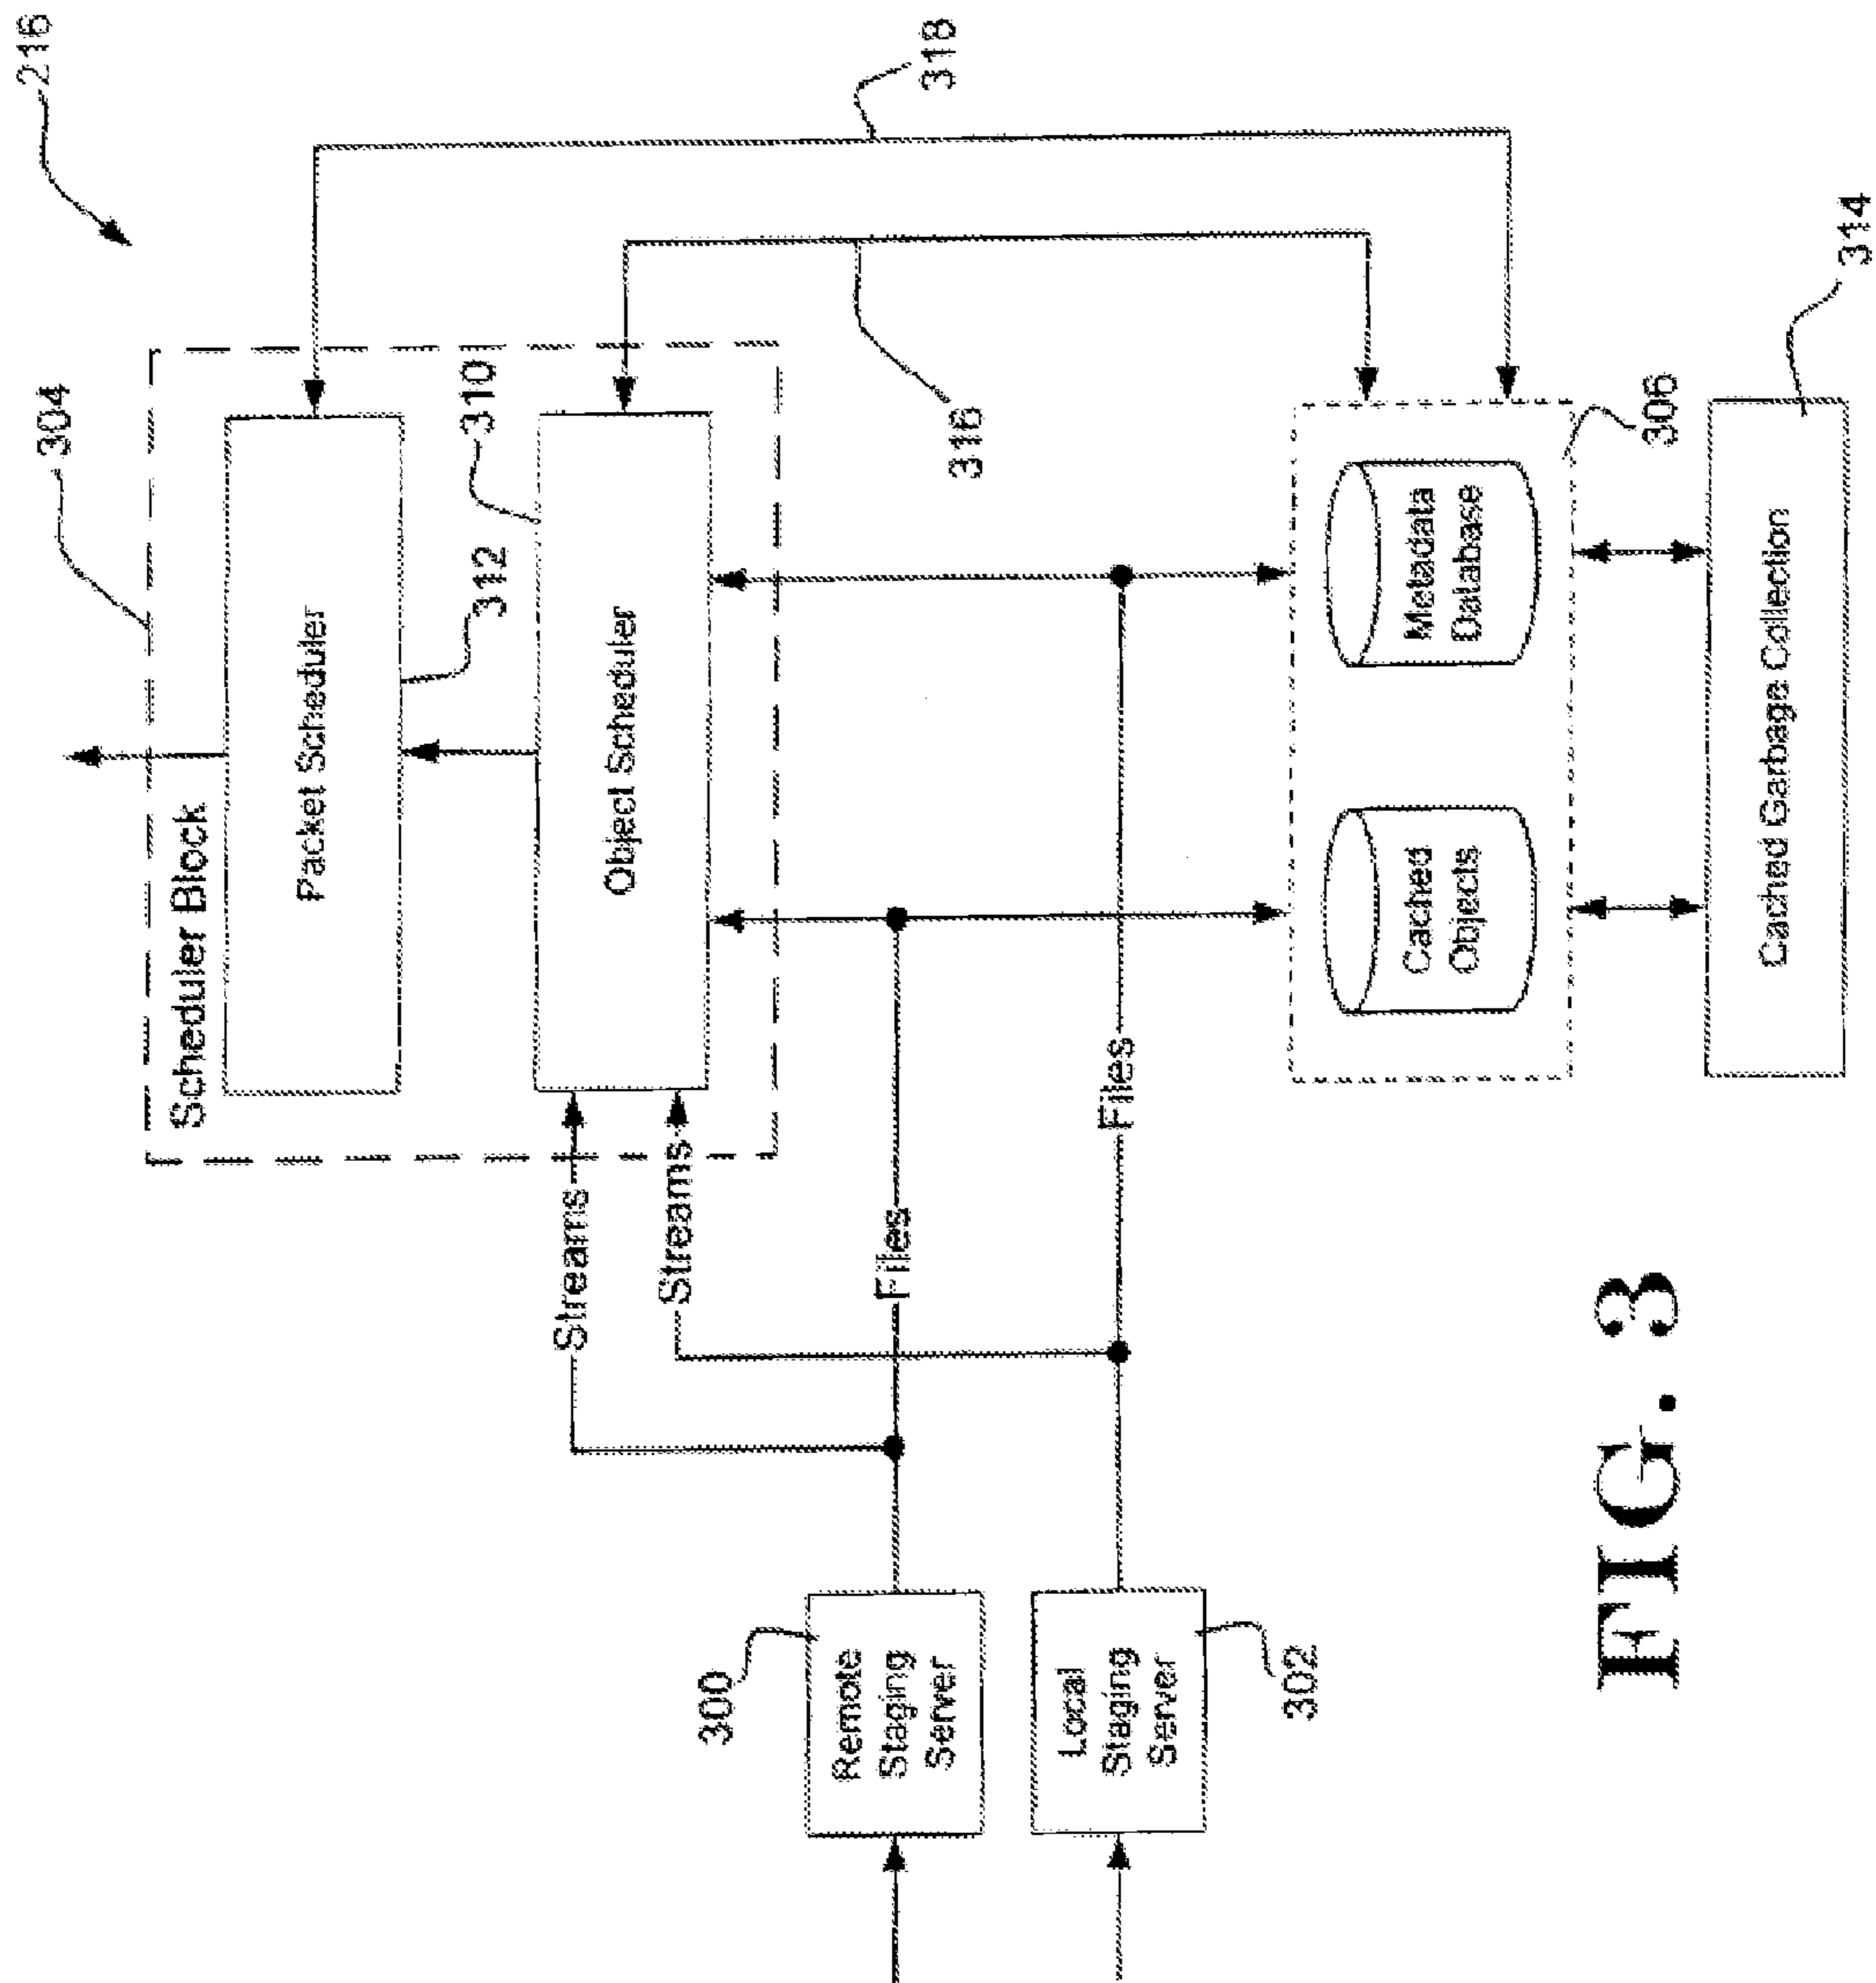 216
304
Scheduler Block
Packet Scheduler
312
310
Object Scheduler
318
316
Streams
Streams
Files
Files
300
Remote
Staging
Server
Local
Staging
Server
302
Cached
Objects
Metadata
Database
306
Cached Garbage Collection
314
FIG. 3